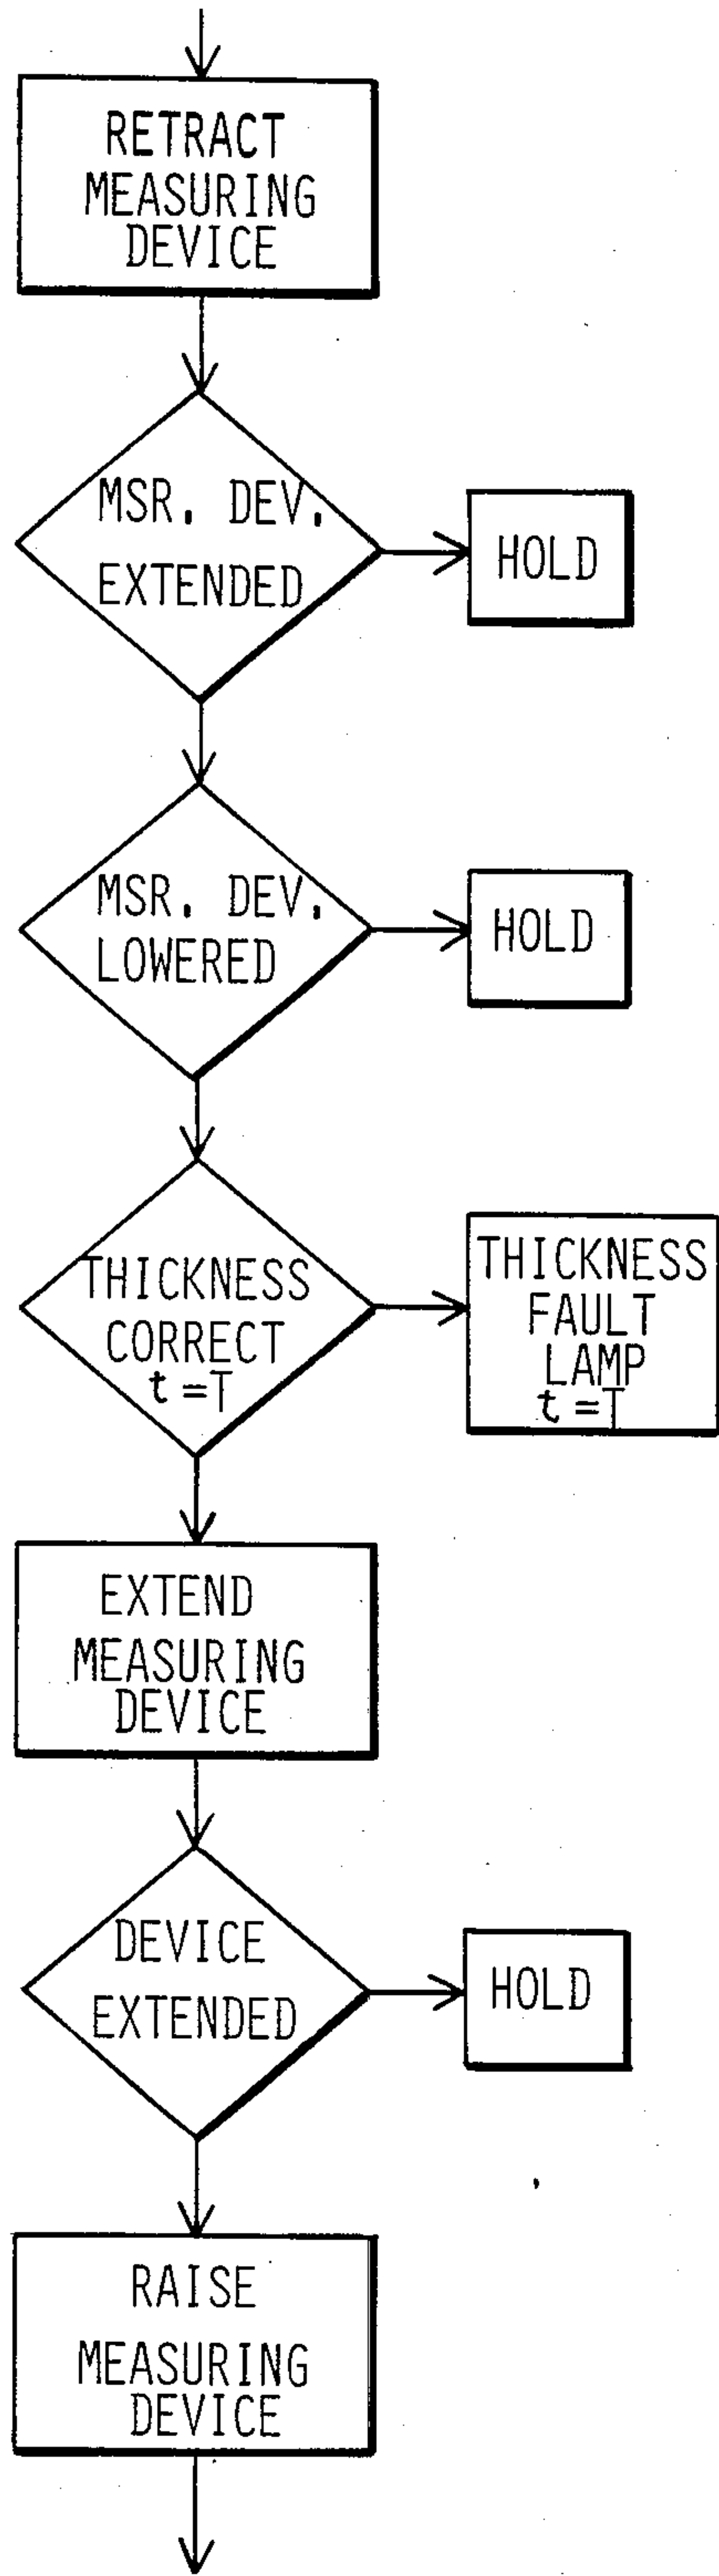 RETRACT
MEASURING
DEVICE
MSR. DEV.
EXTENDED
HOLD
MSR. DEV.
LOWERED
HOLD
THICKNESS
CORRECT
t = T
THICKNESS
FAULT
LAMP
t = T
EXTEND
MEASURING
DEVICE
DEVICE
EXTENDED
HOLD
RAISE
MEASURING
DEVICE